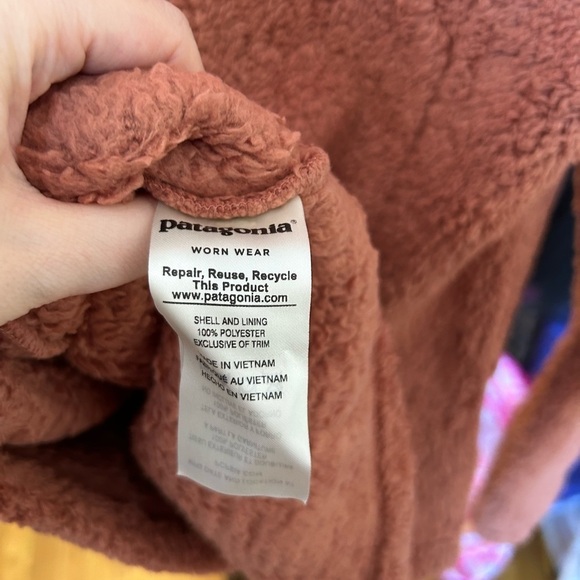 patagonia®
WORN WEAR
Repair, Reuse, Recycle
This Product
www.patagonia.com
SHELL AND LINING
100% POLYESTER
EXCLUSIVE OF TRIM
MADE IN VIETNAM
FABRIQUÉ AU VIETNAM
HECHO EN VIETNAM